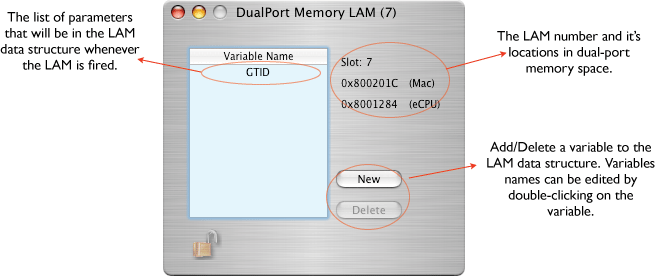 DualPort Memory LAM (7)
The list of parameters
that will be in the LAM
data structure whenever
the LAM is fired.
Variable Name
GTID
Slot: 7
0x800201C (Mac)
0x8001284 (eCPU)
The LAM number and it's
locations in dual-port
memory space.
New
Delete
Add/Delete a variable to the
LAM data structure. Variables
names can be edited by
double-clicking on the
variable.